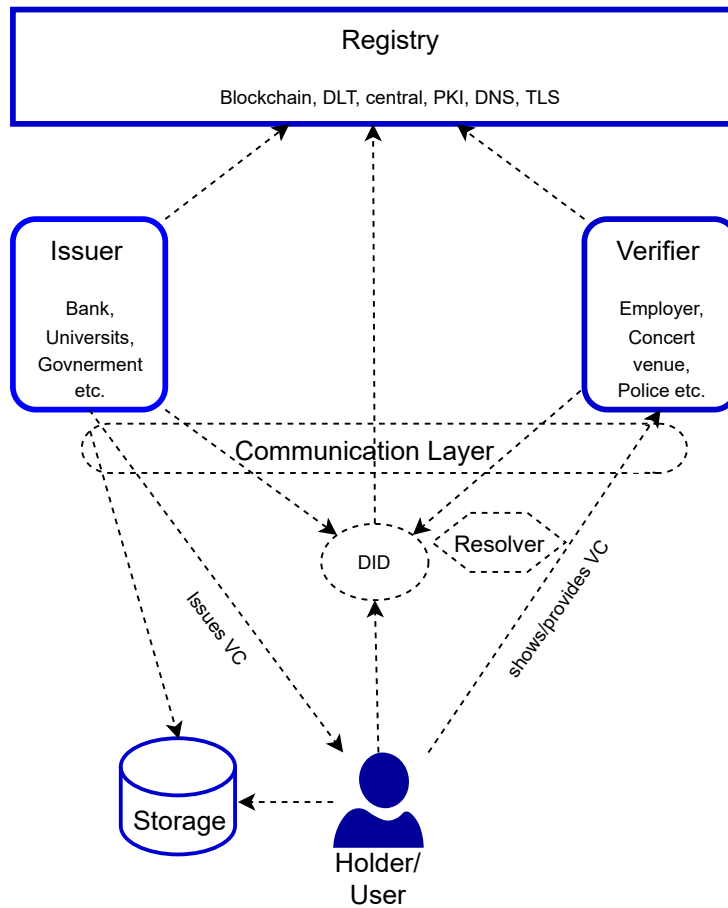 Registry
Blockchain, DLT, central, PKI, DNS, TLS
Issuer
Bank,
Universits,
Govnerment
etc.
Verifier
Employer,
Concert
venue,
Police etc.
Communication Layer
DID
Resolver
Issues VC
shows/provides VC
Storage
Holder/
User